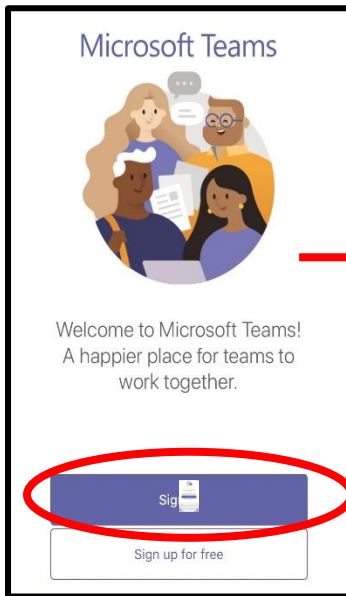 Microsoft Teams
Welcome to Microsoft Teams!
A happier place for teams to
work together.
Sig
Sign up for free